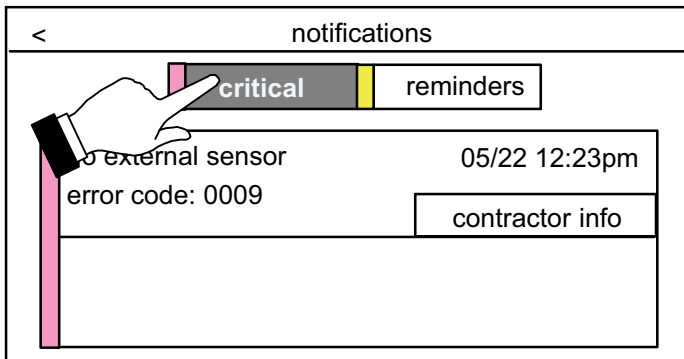 < notifications
critical reminders
external sensor 05/22 12:23pm
error code: 0009
contractor info